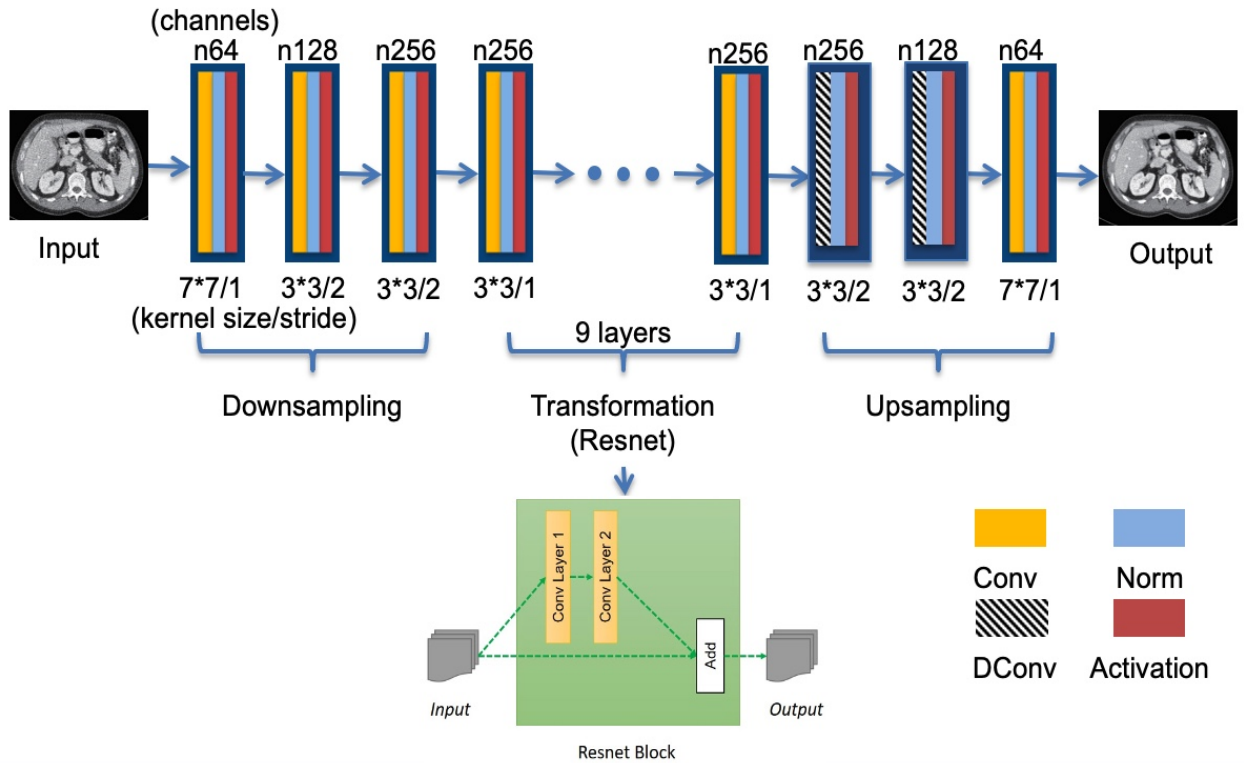 (channels)
n64 n128 n256 n256 n256 n256 n128 n64
Input
Output
7*7/1 3*3/2 3*3/2 3*3/1 3*3/1 3*3/2 3*3/2 7*7/1
(kernel size/stride)
9 layers
Downsampling
Transformation
(Resnet)
Upsampling
Conv Layer 1
Conv Layer 2
Add
Input
Output
Resnet Block
Conv Norm
DConv Activation